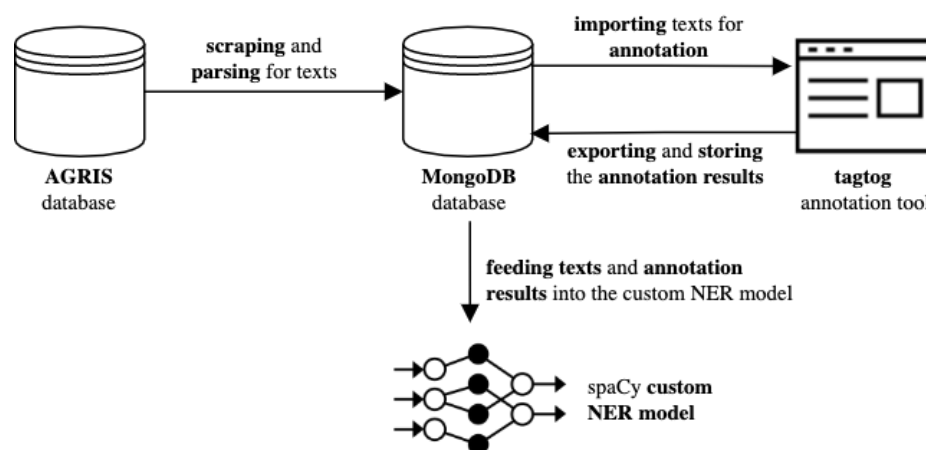 scraping and
parsing for texts
importing texts for
annotation
exporting and storing
the annotation results
AGRIS
database
MongoDB
database
tagtog
annotation tool
feeding texts and annotation
results into the custom NER model
spaCy custom
NER model